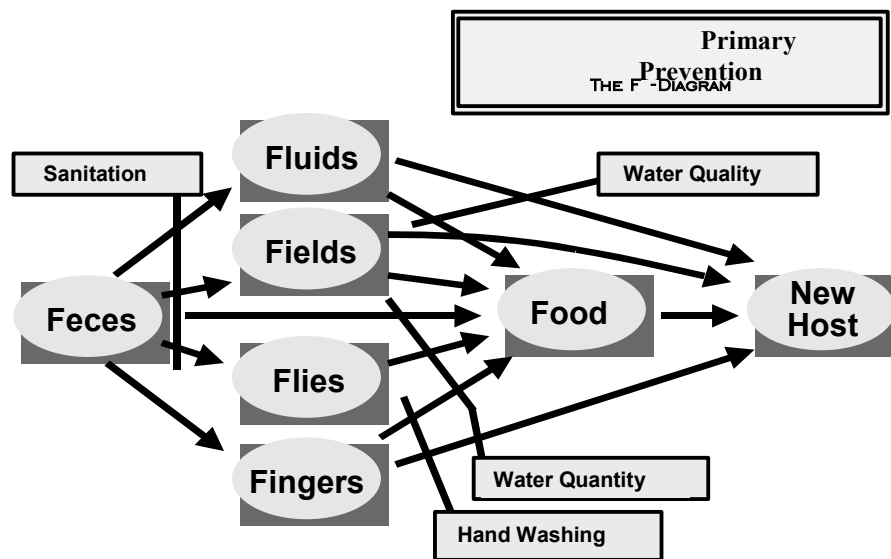 Primary
Prevention
THE F -DIAGRAM
Fluids
Sanitation
Water Quality
Fields
Feces
Food
New
Host
Flies
Fingers
Water Quantity
Hand Washing